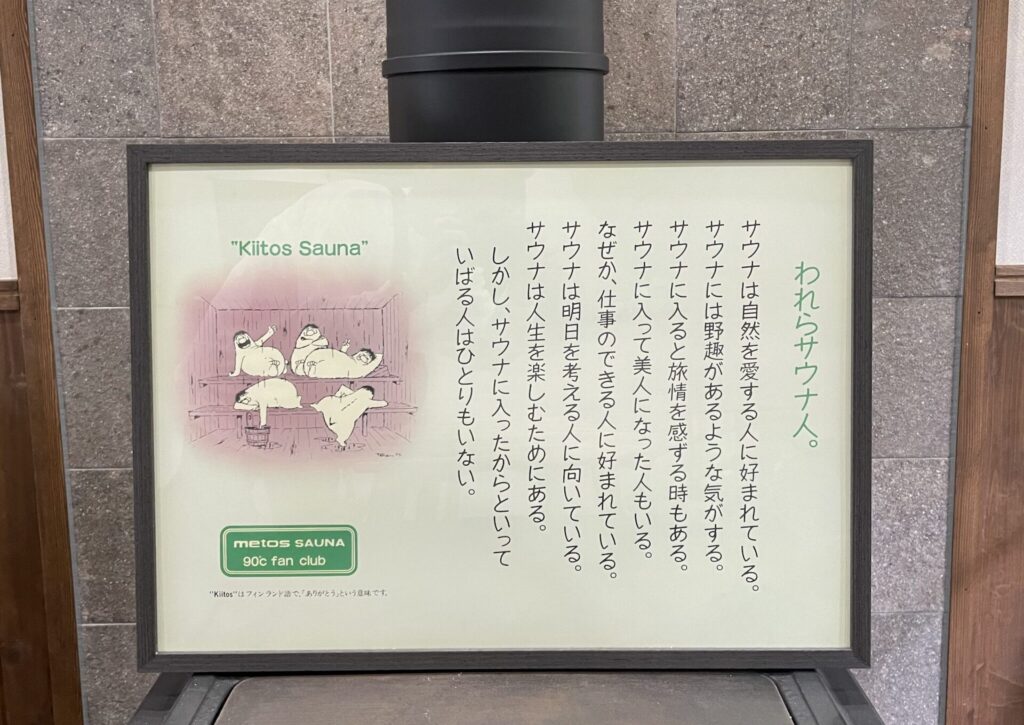 われらサウナ人。
サウナは自然を愛する人に好まれている。
サウナには野趣があるような気がする。
サウナに入ると旅情を感ずる時もある。
サウナに入って美人になった人もいる。
なぜか、仕事のできる人に好まれている。
サウナは明日を考える人に向いている。
サウナは人生を楽しむためにある。
しかし、サウナに入ったからといって
いばる人はひとりもいない。
"Kiitos Sauna"
metos SAUNA
90℃ fan club
"Kiitos"はフィンランド語で、「ありがとう」という意味です。